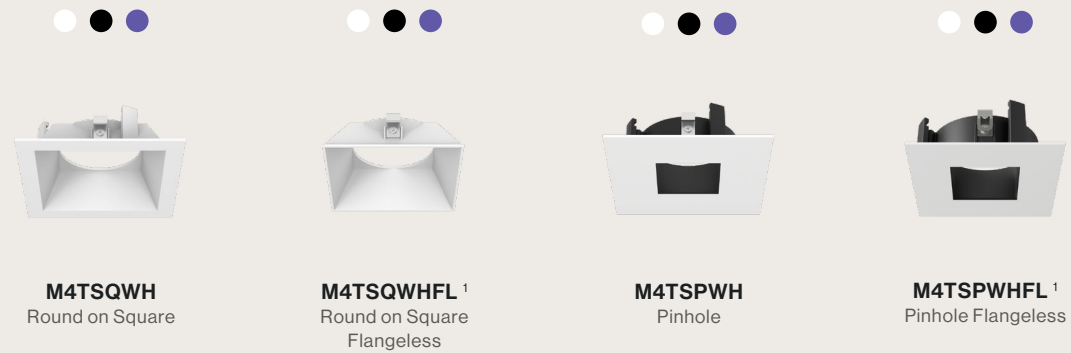 M4TSQWH
Round on Square
M4TSQWHFL 1
Round on Square
Flangeless
M4TSPWH
Pinhole
M4TSPWHFL 1
Pinhole Flangeless